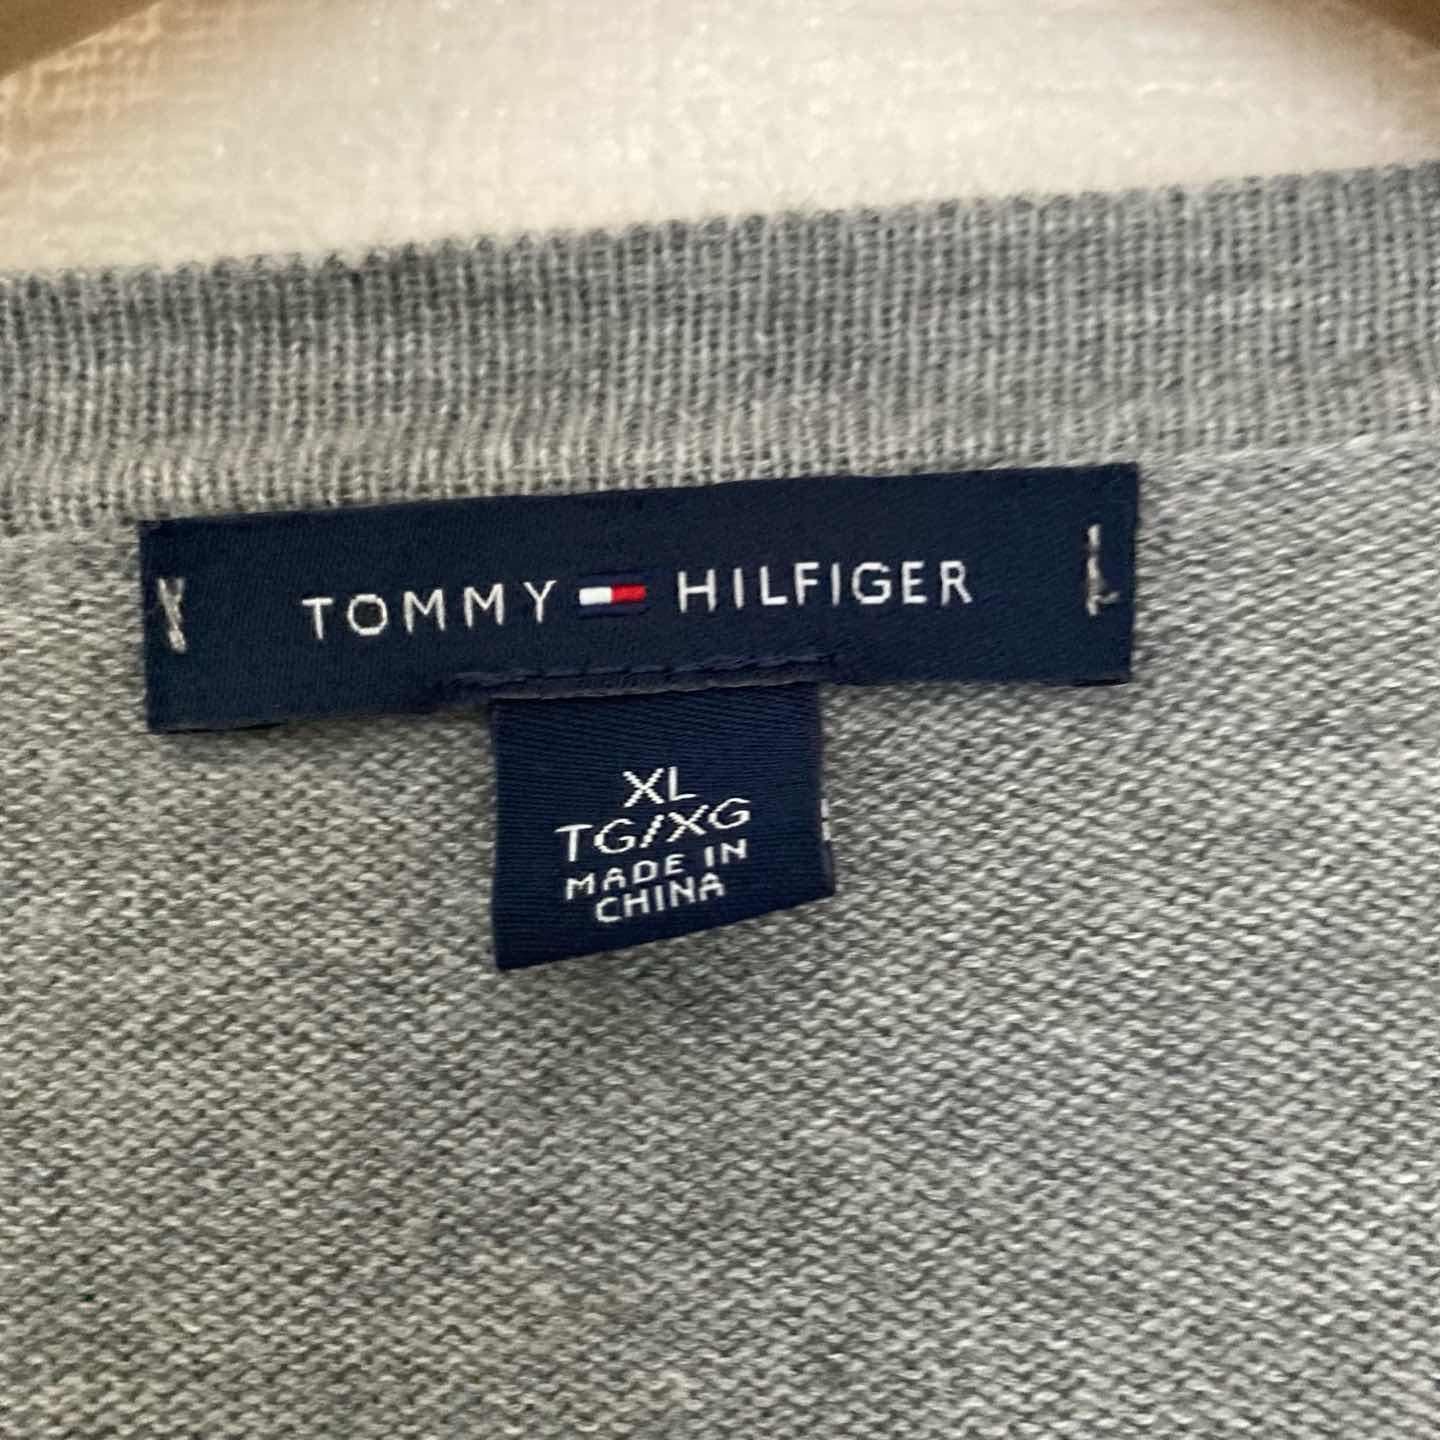 TOMMY HILFIGER
XL
TG/XG
MADE IN
CHINA